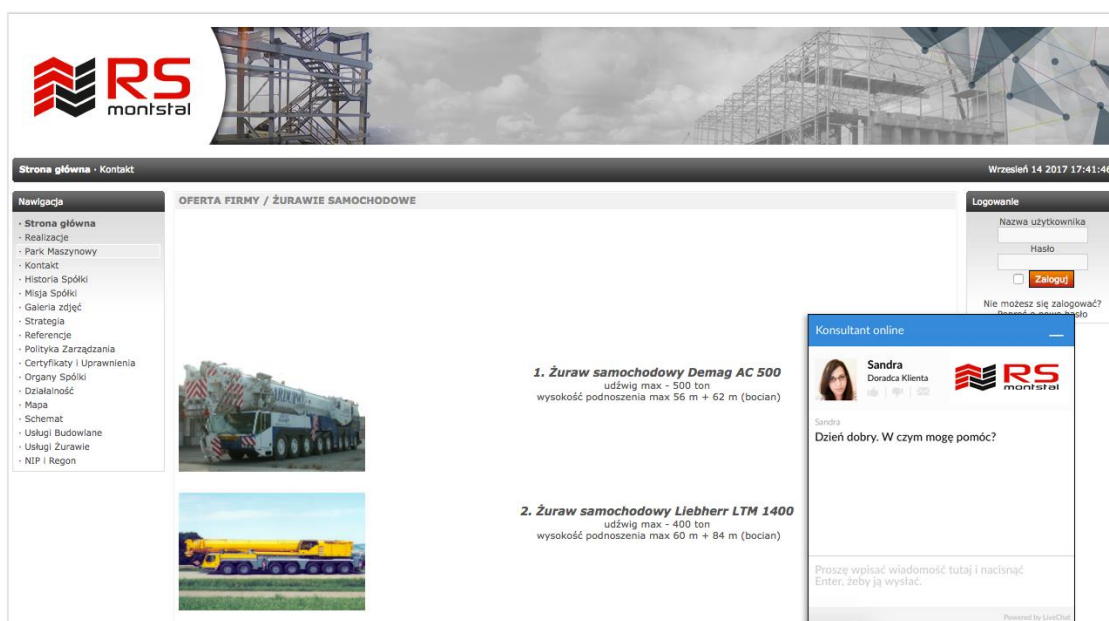 RS
montstal
Strona główna · Kontakt
Wrzesień 14 2017 17:41:46
Nawigacja
· Strona główna
· Realizacje
· Park Maszynowy
· Kontakt
· Historia Spółki
· Misja Spółki
· Galeria zdjęć
· Strategia
· Referencje
· Polityka Zarządzania
· Certyfikaty i Uprawnienia
· Organy Spólki
· Działalność
· Mapa
· Schemat
· Usługi Budowlane
· Usługi Żurawie
· NIP i Regon
OFERTA FIRMY / ŻURAWIE SAMOCHODOWE
1. Żuraw samochodowy Demag AC 500
udźwig max - 500 ton
wysokość podnoszenia max 56 m + 62 m (bocian)
2. Żuraw samochodowy Liebherr LTM 1400
udźwig max - 400 ton
wysokość podnoszenia max 60 m + 84 m (bocian)
Logowanie
Nazwa użytkownika
Hasło
Zaloguj
Nie możesz się zalogować?
Poproś o nowe hasło
Konsultant online
Sandra
Doradca Klienta
RS
montstal
Sandra
Dzień dobry. W czym mogę pomóc?
Proszę wpisać wiadomość tutaj i nacisnąć
Enter, żeby ją wysłać.
Powered by LiveChat